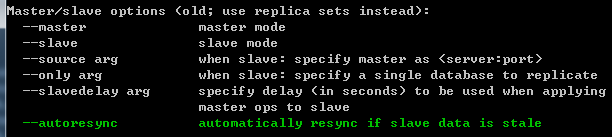 Master/slave options (old; use replica sets instead):
--master master mode
--slave slave mode
--source arg when slave: specify master as <server:port>
--only arg when slave: specify a single database to replicate
--slavedelay arg specify delay (in seconds) to be used when applying
master ops to slave
--autoresync automatically resync if slave data is stale